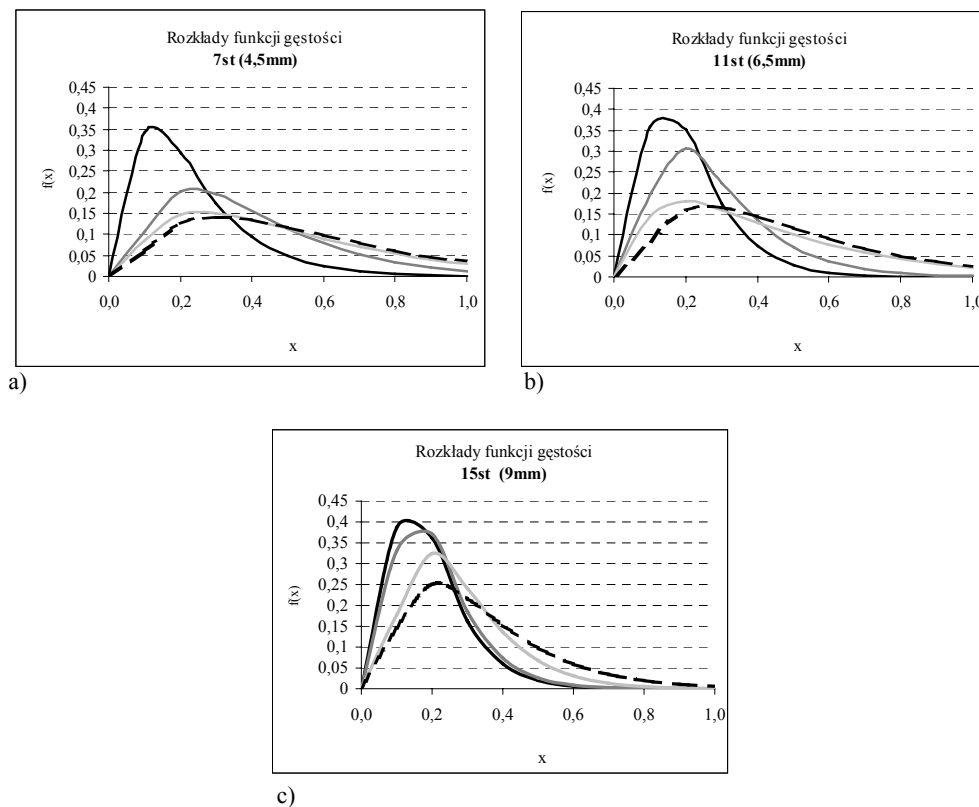 Rozkłady funkcji gęstości
7st (4,5mm)
0,45
0,4
0,35
0,3
0,25
0,2
0,15
0,1
0,05
0
f(x)
0,0 0,2 0,4 0,6 0,8 1,0
x
a)
Rozkłady funkcji gęstości
11st (6,5mm)
0,45
0,4
0,35
0,3
0,25
0,2
0,15
0,1
0,05
0
f(x)
0,0 0,2 0,4 0,6 0,8 1,0
x
b)
Rozkłady funkcji gęstości
15st (9mm)
0,45
0,4
0,35
0,3
0,25
0,2
0,15
0,1
0,05
0
f(x)
0,0 0,2 0,4 0,6 0,8 1,0
x
c)